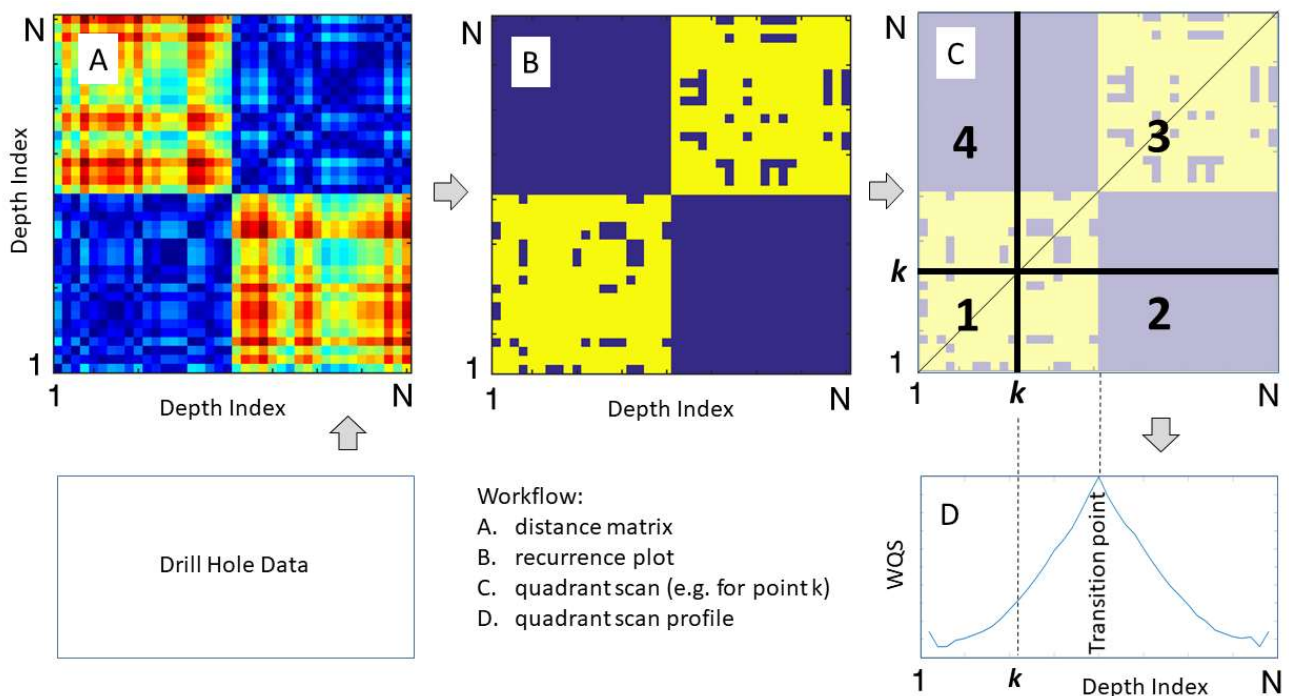 N
A
Depth Index
1
1
N
Depth Index
N
B
1
1
N
Depth Index
N
C
4
3
k
1
2
1
1
k
N
Drill Hole Data
Workflow:
A. distance matrix
B. recurrence plot
C. quadrant scan (e.g. for point k)
D. quadrant scan profile
D
WQS
Transition point
1
k
Depth Index
N